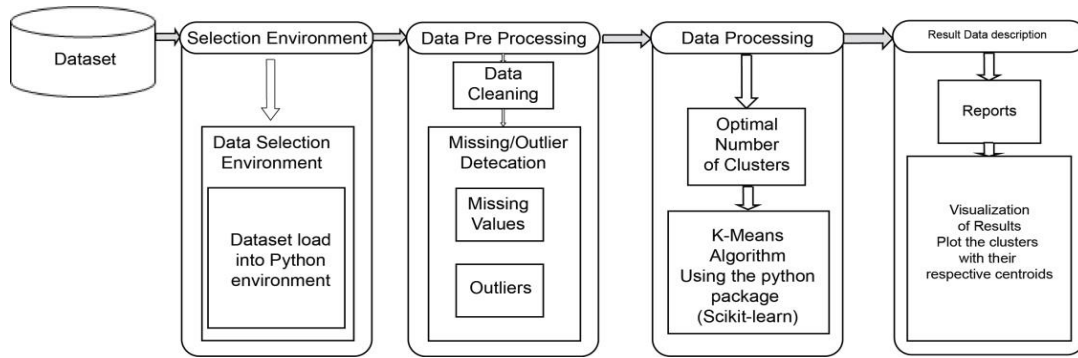 Dataset
Selection Environment
Data Selection
Environment
Dataset load
into Python
environment
Data Pre Processing
Data
Cleaning
Missing/Outlier
Detecation
Missing
Values
Outliers
Data Processing
Optimal
Number
of Clusters
K-Means
Algorithm
Using the python
package
(Scikit-learn)
Result Data description
Reports
Visualization
of Results
Plot the clusters
with their
respective centroids